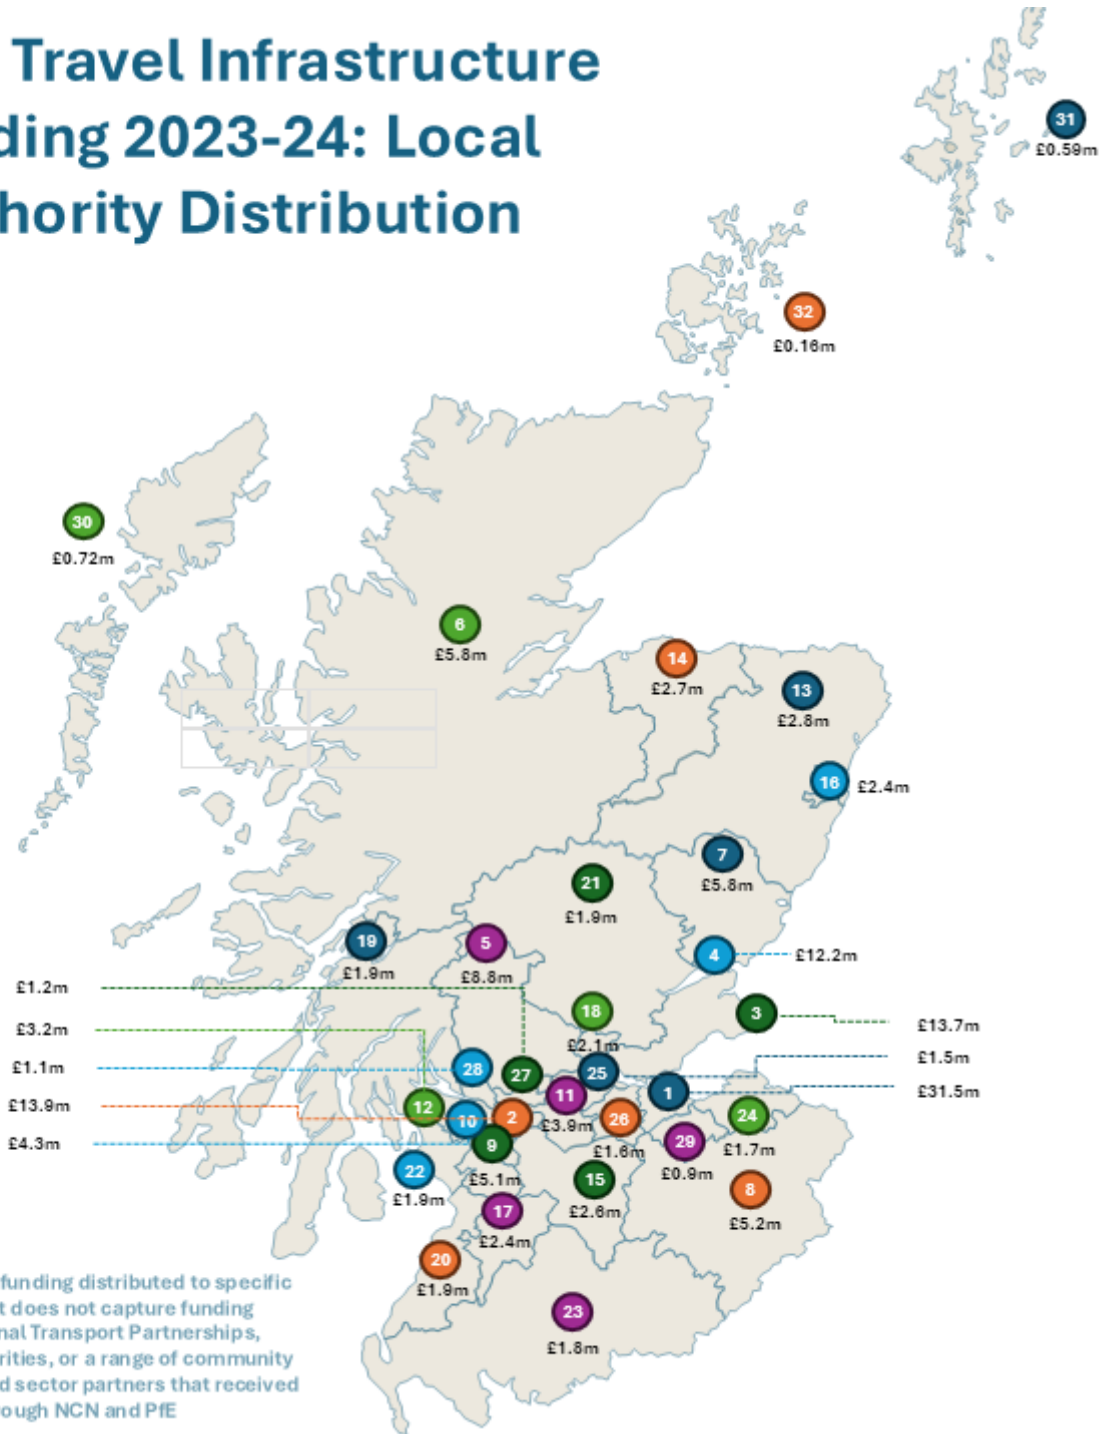 Travel Infrastructure
ding 2023-24: Local
hority Distribution
31
£0.59m
32
£0.16m
30
£0.72m
6
£5.8m
14
£2.7m
13
£2.8m
16
£2.4m
7
£5.8m
21
£1.9m
19
£1.9m
5
£8.8m
4
£12.2m
£1.2m
18
£2.1m
3
£13.7m
£3.2m
£1.5m
£1.1m
28
27
25
£31.5m
1
£13.9m
12
10
2
11
£3.9m
26
£1.6m
24
£1.7m
£4.3m
9
£5.1m
29
£0.9m
22
£1.9m
15
£2.6m
8
£5.2m
17
£2.4m
20
£1.9m
23
£1.8m
funding distributed to specific
t does not capture funding
nal Transport Partnerships,
rities, or a range of community
d sector partners that received
ough NCN and PfE